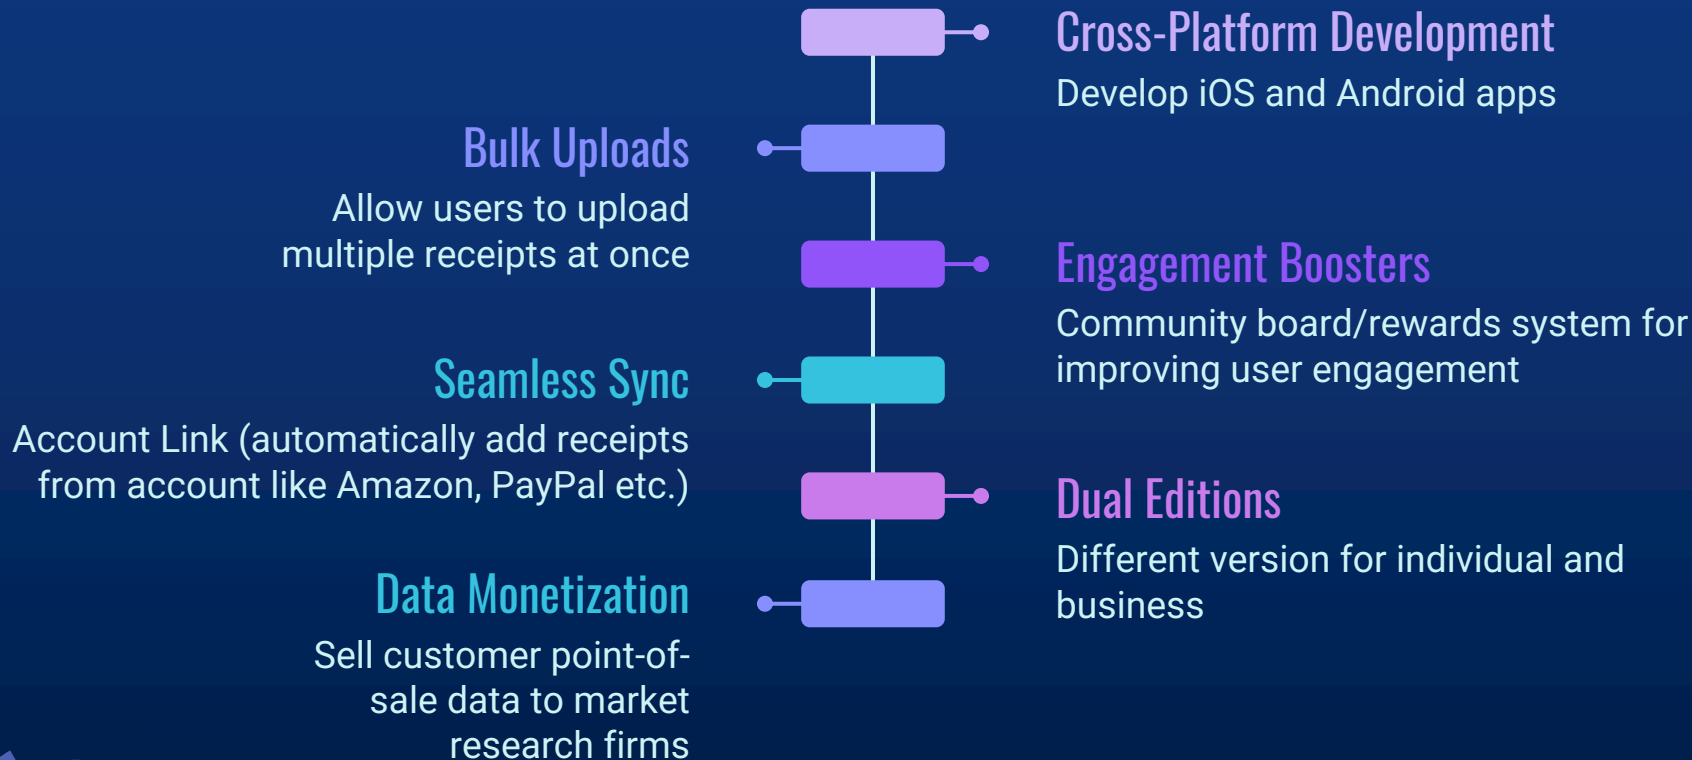 Cross-Platform Development
Develop iOS and Android apps
Bulk Uploads
Allow users to upload
multiple receipts at once
Engagement Boosters
Community board/rewards system for
improving user engagement
Seamless Sync
Account Link (automatically add receipts
from account like Amazon, PayPal etc.)
Dual Editions
Different version for individual and
business
Data Monetization
Sell customer point-of-
sale data to market
research firms